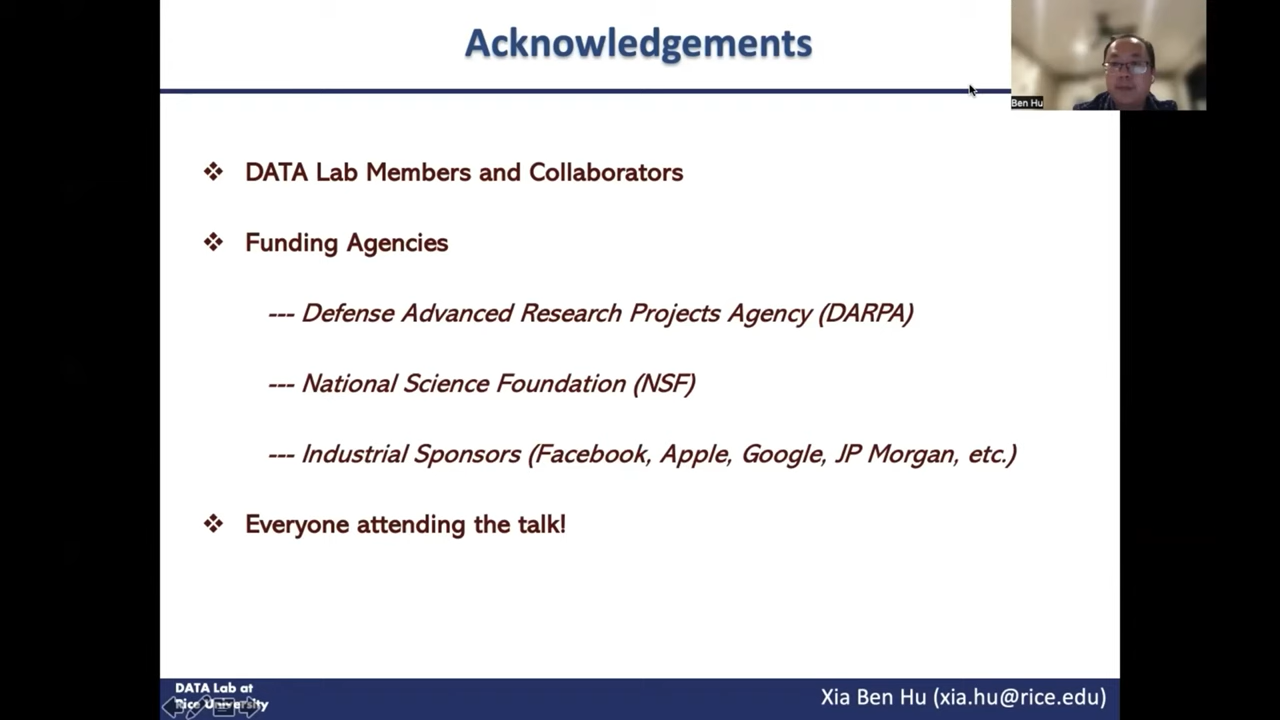 Acknowledgements
Ben Hu
❖ DATA Lab Members and Collaborators
❖ Funding Agencies
--- Defense Advanced Research Projects Agency (DARPA)
--- National Science Foundation (NSF)
--- Industrial Sponsors (Facebook, Apple, Google, JP Morgan, etc.)
❖ Everyone attending the talk!
DATA Lab at
Rice University
Xia Ben Hu (xia.hu@rice.edu)